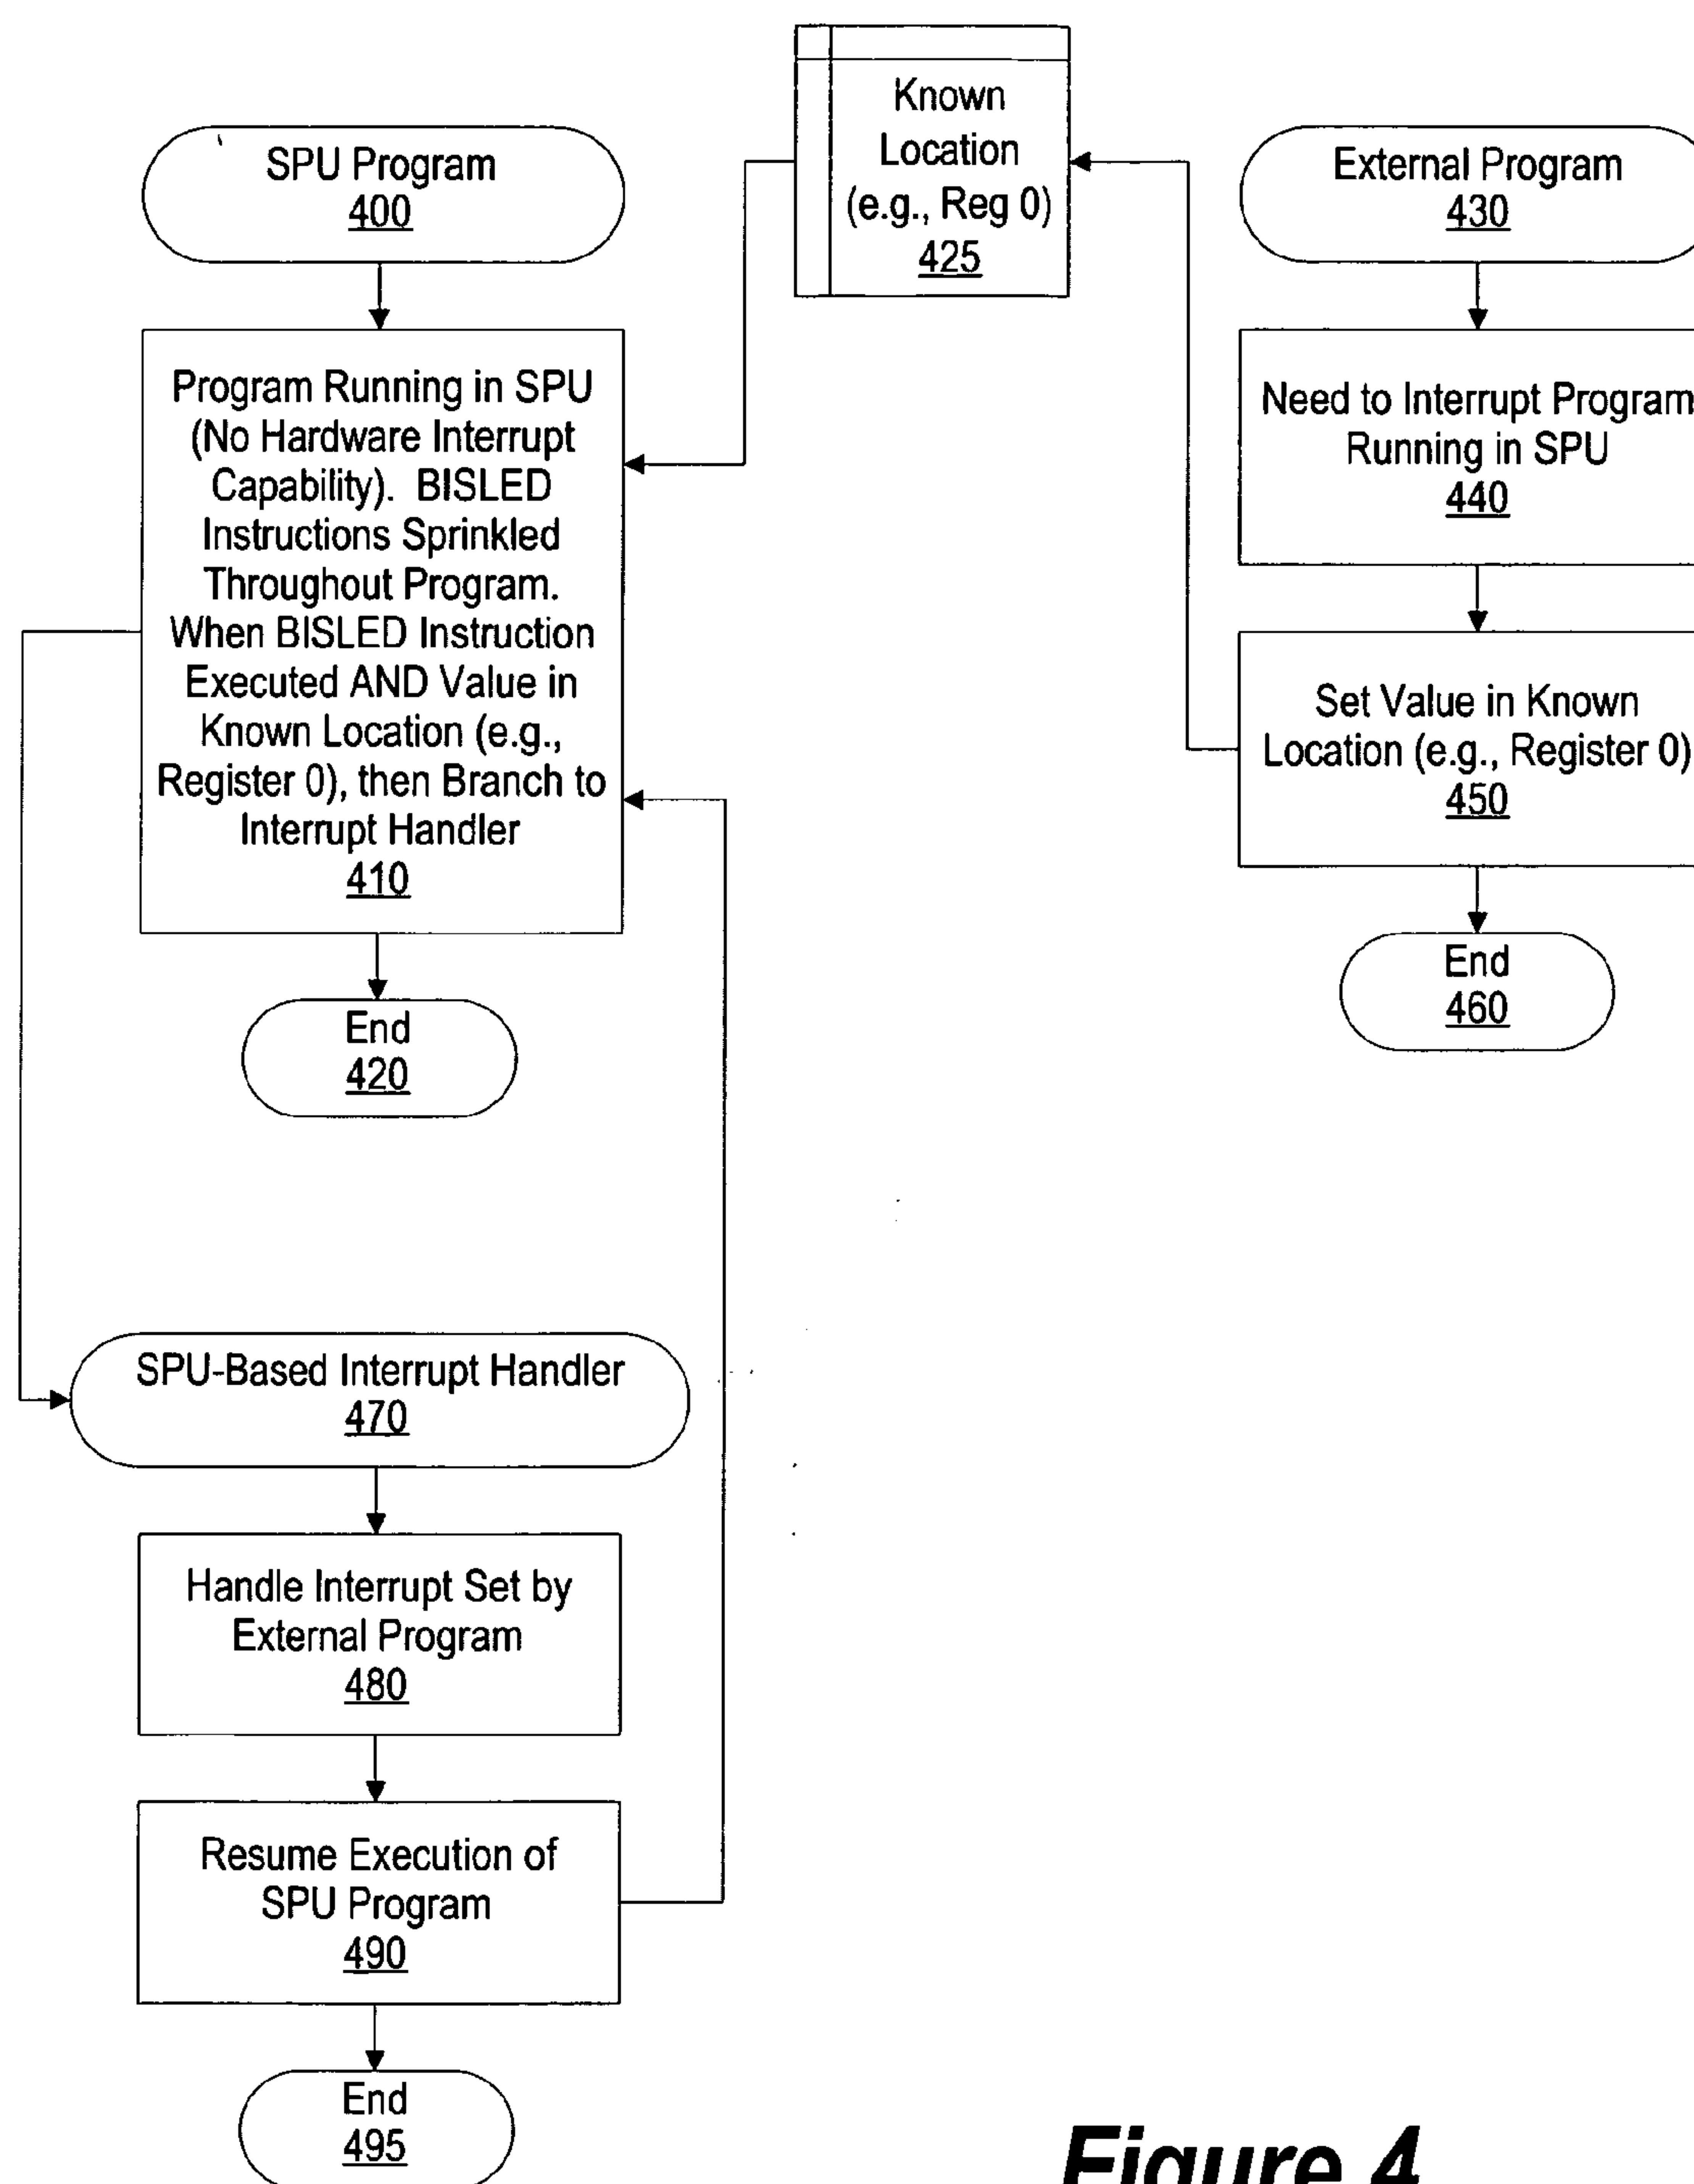 Known
Location
(e.g., Reg 0)
425
SPU Program
400
External Program
430
Program Running in SPU
(No Hardware Interrupt
Capability).  BISLED
Instructions Sprinkled
Throughout Program.
When BISLED Instruction
Executed AND Value in
Known Location (e.g.,
Register 0), then Branch to
Interrupt Handler
410
Need to Interrupt Program
Running in SPU
440
Set Value in Known
Location (e.g., Register 0)
450
End
460
End
420
SPU-Based Interrupt Handler
470
Handle Interrupt Set by
External Program
480
Resume Execution of
SPU Program
490
End
495
Figure 4